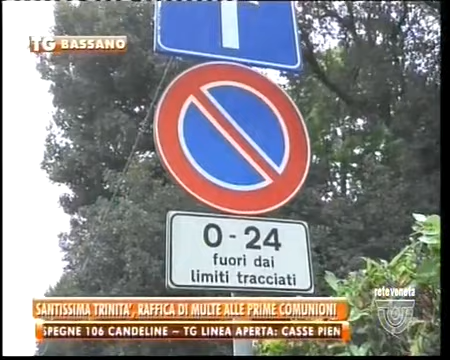 TG BASSANO
0-24
fuori dai
limiti tracciati
reteveneta
SANTISSIMA TRINITA', RAFFICA DI MULTE ALLE PRIME COMUNIONI
SPEGNE 106 CANDELINE – TG LINEA APERTA: CASSE PIEN